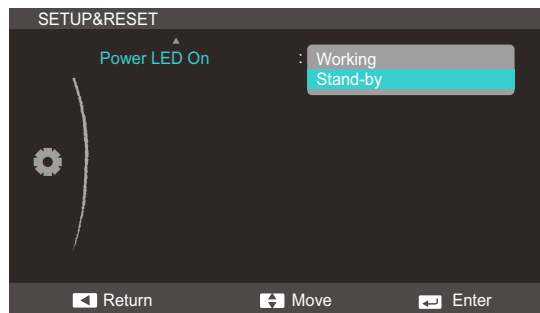 SETUP&RESET
Power LED On : Working
Stand-by
Return Move Enter